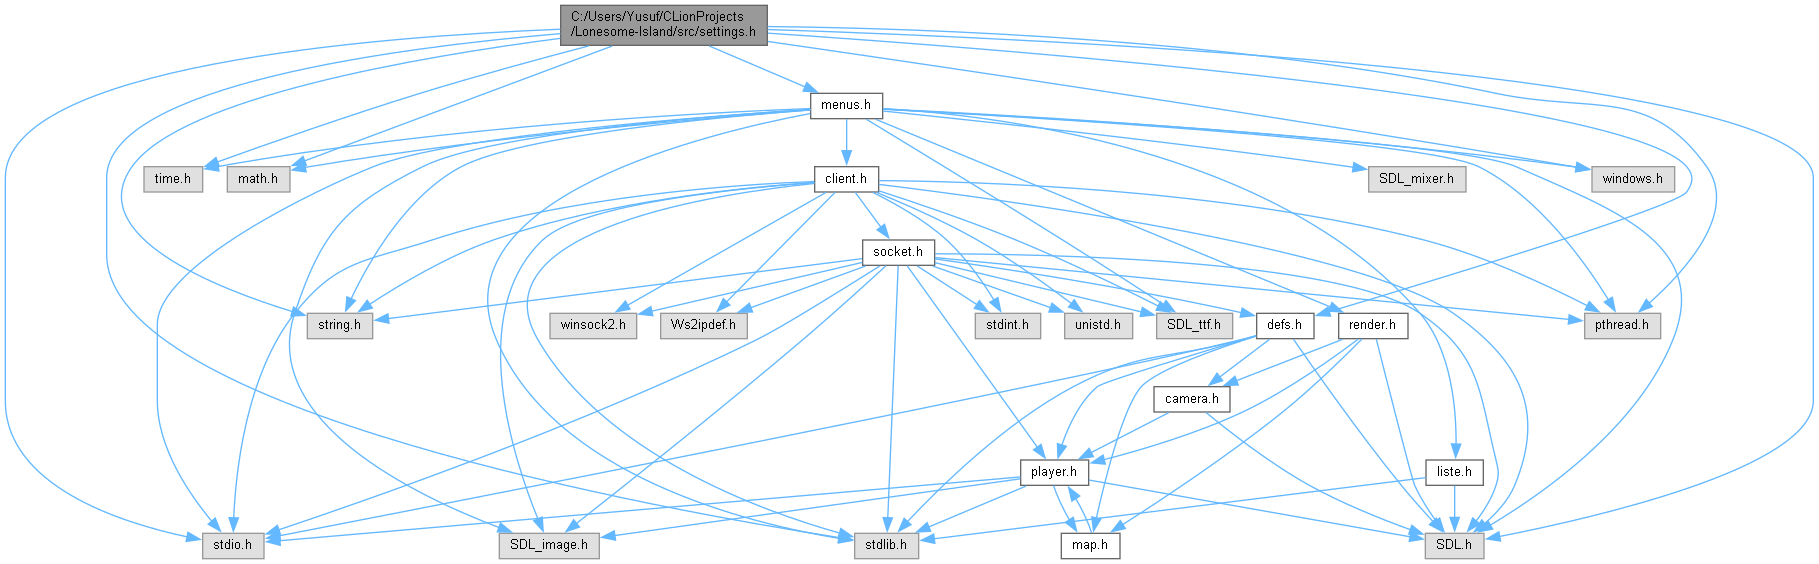 C:/Users/Yusuf/CLionProjects
/Lonesome-Island/src/settings.h
menus.h
time.h
math.h
client.h
SDL_mixer.h
windows.h
socket.h
string.h
winsock2.h
Ws2ipdef.h
stdint.h
unistd.h
SDL_ttf.h
defs.h
render.h
pthread.h
camera.h
player.h
liste.h
stdio.h
SDL_image.h
stdlib.h
map.h
SDL.h